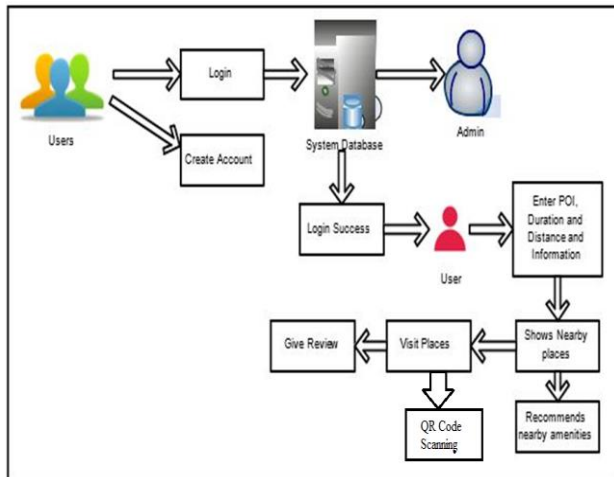 Login
Users
Create Account
System Database
Admin
Login Success
User
Enter POI,
Duration and
Distance and
Information
Give Review
Visit Places
Shows Nearby
places
QR Code
Scanning
Recommends
nearby amenities